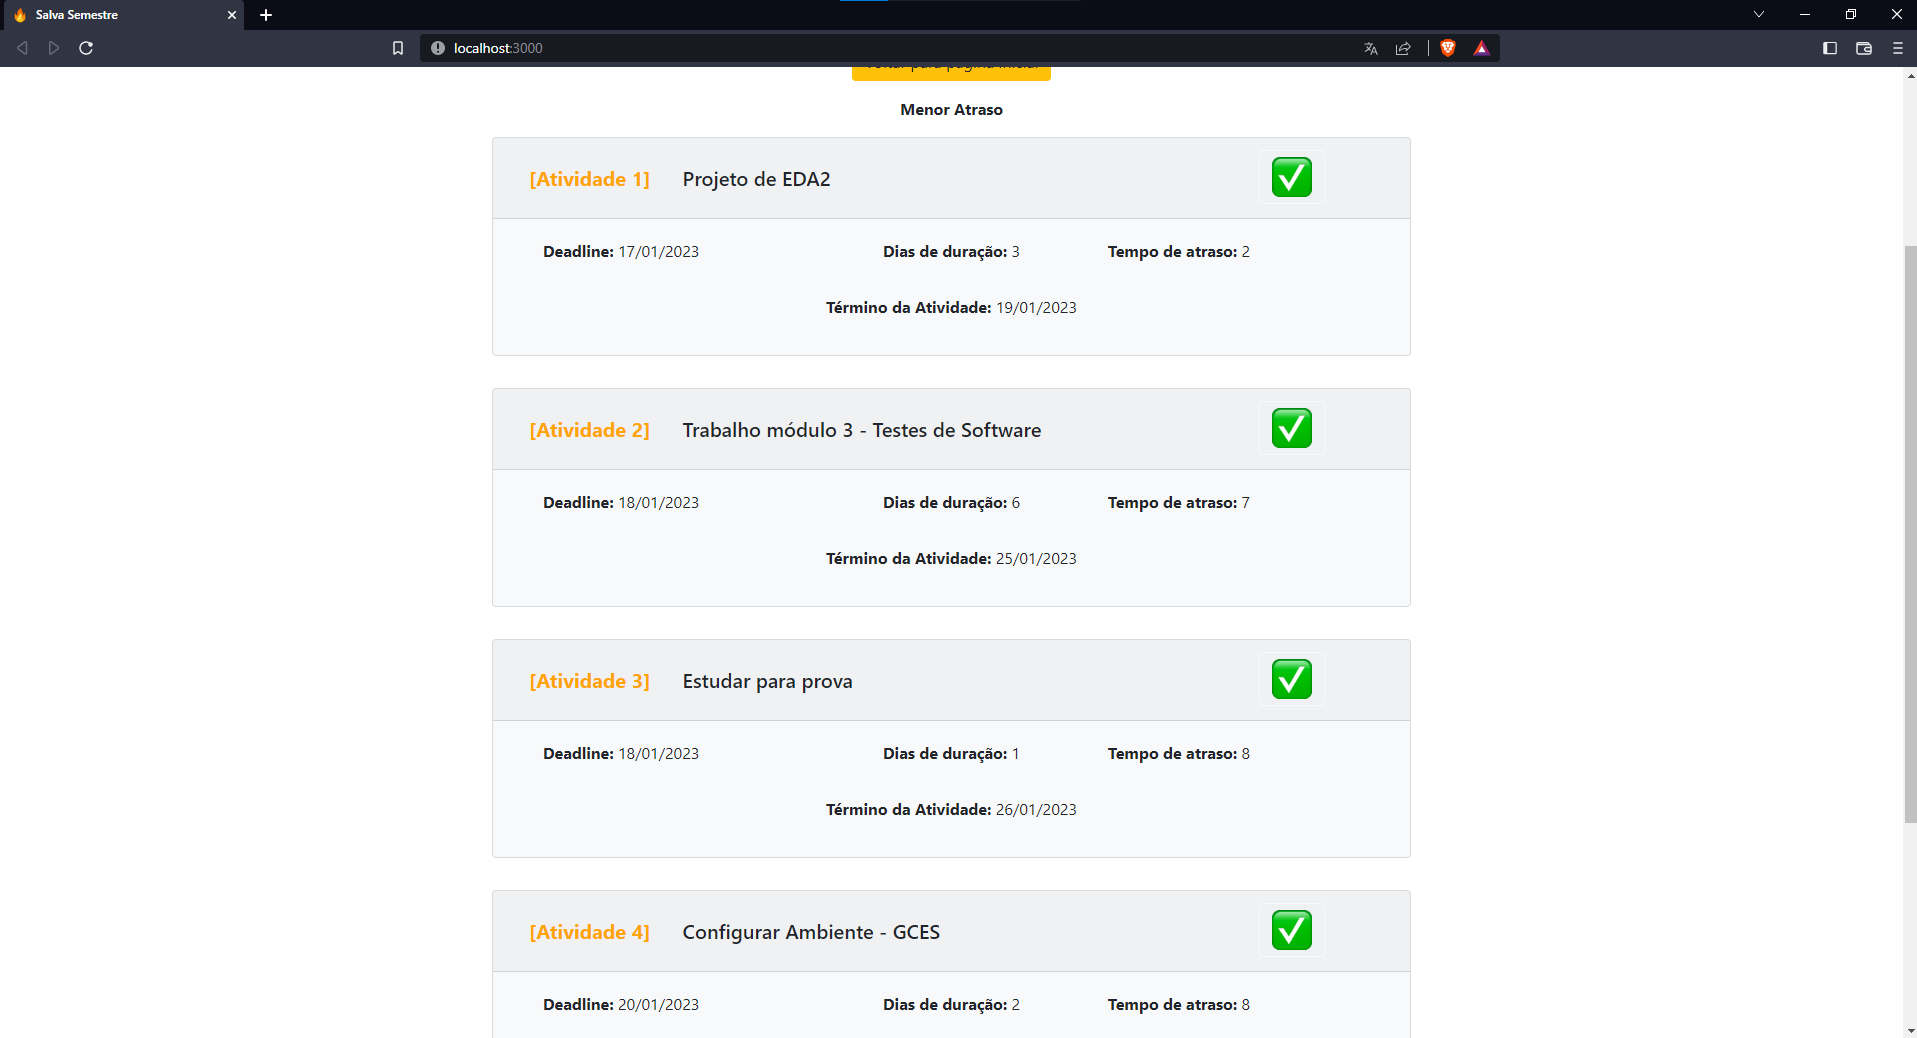 Salva Semestre
localhost:3000
Voltar para página inicial
Menor Atraso
[Atividade 1] Projeto de EDA2
Deadline: 17/01/2023 Dias de duração: 3 Tempo de atraso: 2
Término da Atividade: 19/01/2023
[Atividade 2] Trabalho módulo 3 - Testes de Software
Deadline: 18/01/2023 Dias de duração: 6 Tempo de atraso: 7
Término da Atividade: 25/01/2023
[Atividade 3] Estudar para prova
Deadline: 18/01/2023 Dias de duração: 1 Tempo de atraso: 8
Término da Atividade: 26/01/2023
[Atividade 4] Configurar Ambiente - GCES
Deadline: 20/01/2023 Dias de duração: 2 Tempo de atraso: 8